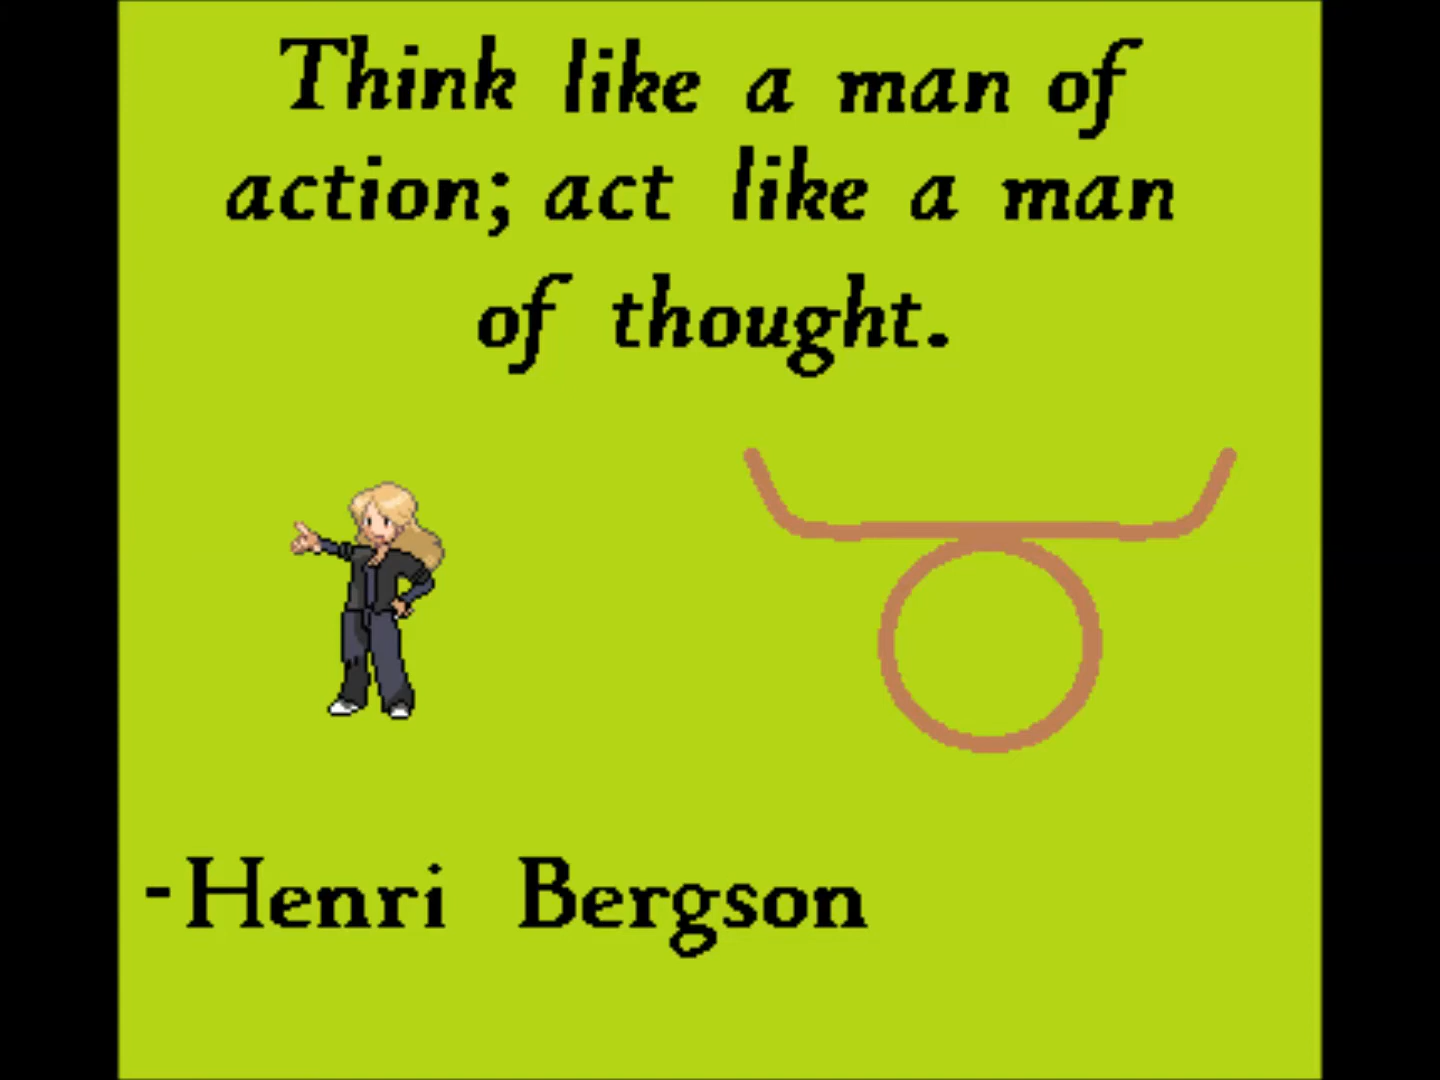 Think like a man of
action; act like a man
of thought.
-Henri Bergson